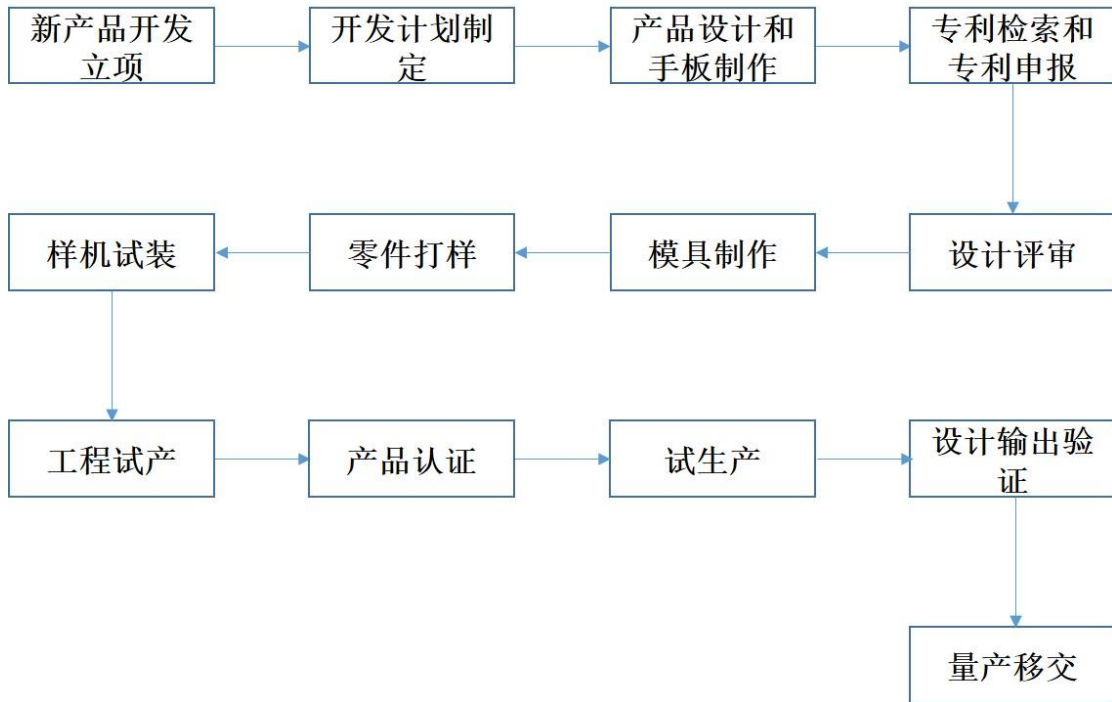 新产品开发
立项
开发计划制
定
产品设计和
手板制作
专利检索和
专利申报
设计评审
模具制作
零件打样
样机试装
工程试产
产品认证
试生产
设计输出验
证
量产移交